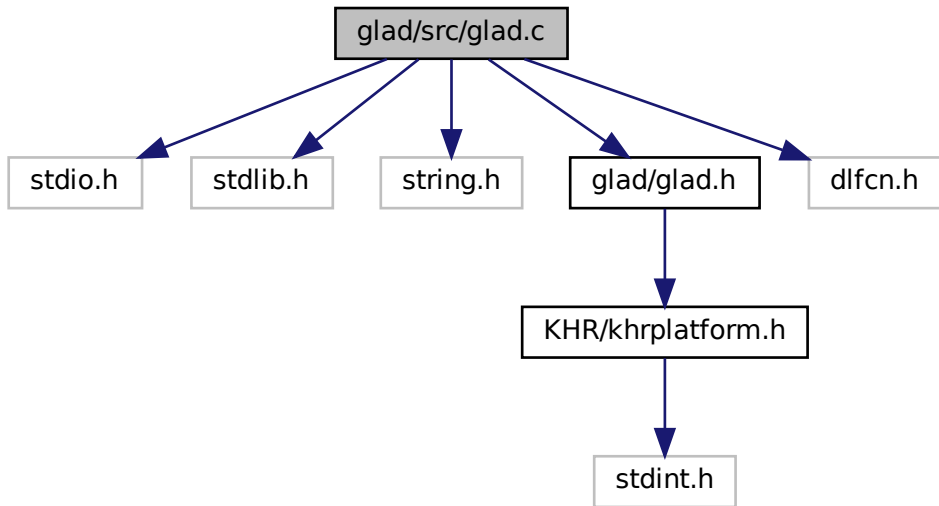 glad/src/glad.c
stdio.h
stdlib.h
string.h
glad/glad.h
dlfcn.h
KHR/khrplatform.h
stdint.h